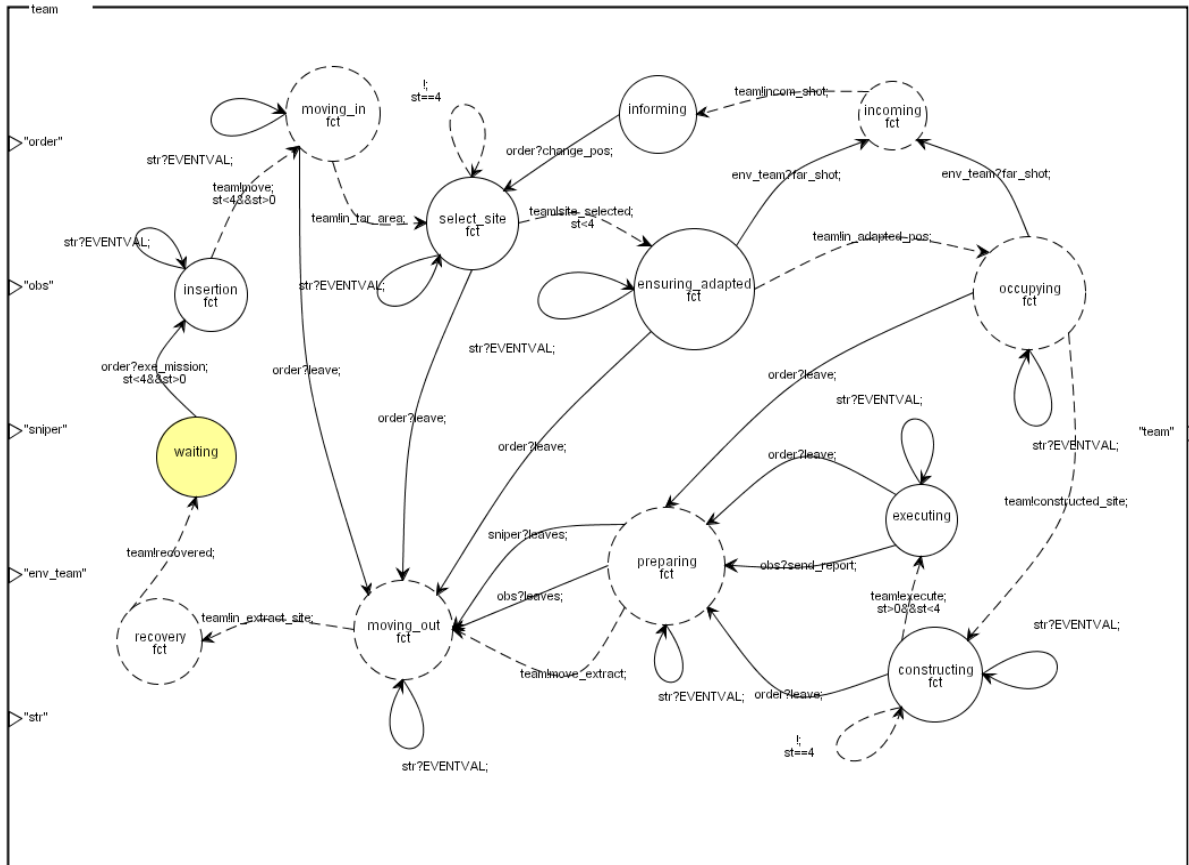 team
moving_in
fct
!;
st==4
informing
team!incom_shot;
incoming
fct
"order"
order?change_pos;
str?EVENTVAL;
team!move;
st<4&&st>0
env_team?far_shot;
env_team?far_shot;
team!in_tar_area;
select_site
fct
team!site_selected;
st<4
team!in_adapted_pos;
str?EVENTVAL;
"obs"
insertion
fct
str?EVENTVAL;
ensuring_adapted
fct
occupying
fct
str?EVENTVAL;
order?exe_mission;
st<4&&st>0
order?leave;
order?leave;
str?EVENTVAL;
order?leave;
order?leave;
"sniper"
waiting
"team"
str?EVENTVAL;
order?leave;
team!constructed_site;
executing
sniper?leaves;
team!recovered;
preparing
fct
obs?send_report;
"env_team"
obs?leaves;
team!execute;
st>0&&st<4
team!in_extract_site;
moving_out
fct
recovery
fct
str?EVENTVAL;
team!move_extract;
constructing
fct
str?EVENTVAL;
order?leave;
"str"
!;
st==4
str?EVENTVAL;